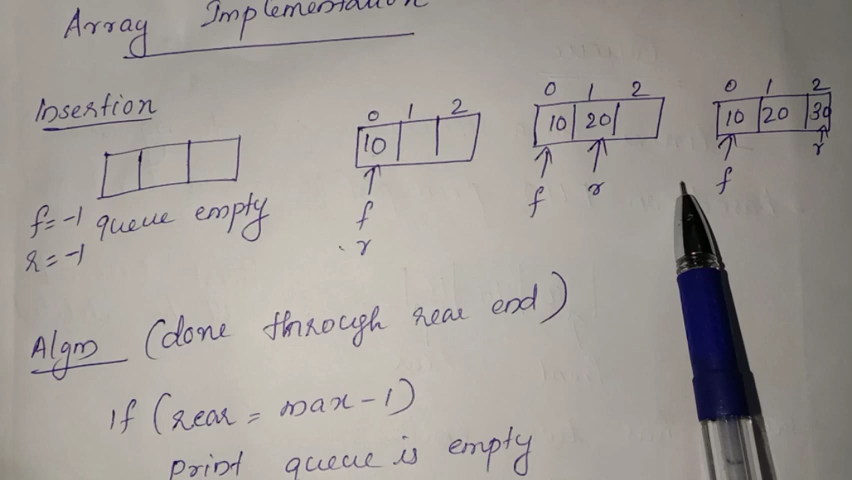 Array Implementation
Insertion
0 1 2
10
0 1 2
10 20
0 1 2
10 20 30
f r
f r
f r
f=-1 queue empty
r=-1
Algm (done through rear end)
If (rear = max-1)
print queue is empty